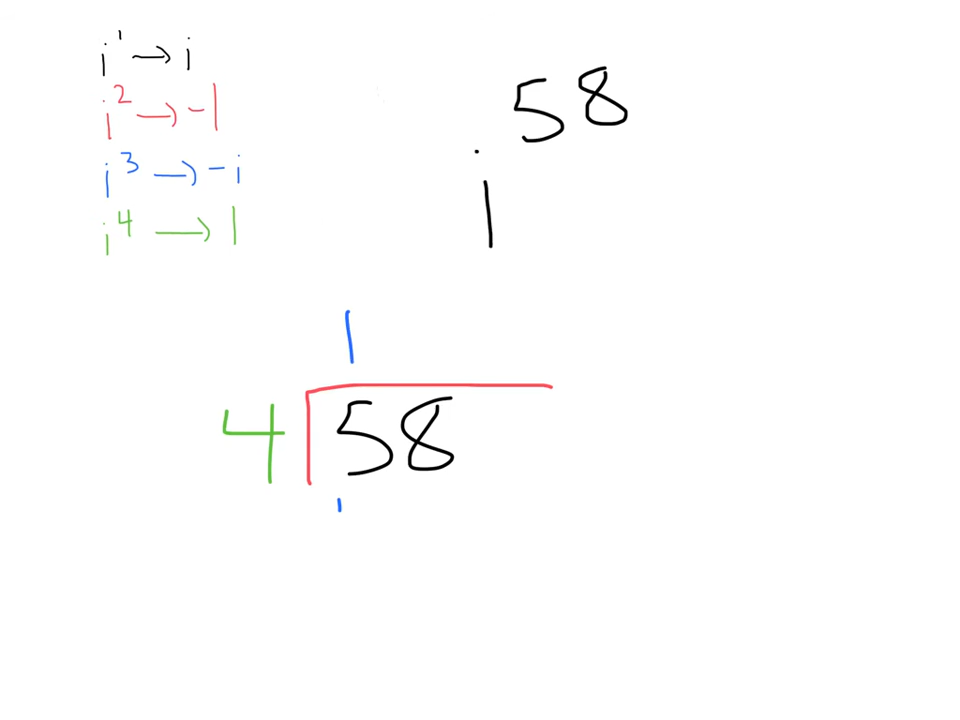 i¹ → i
i² → -1
i³ → -i
i⁴ → 1
i⁵⁸
1
4 58